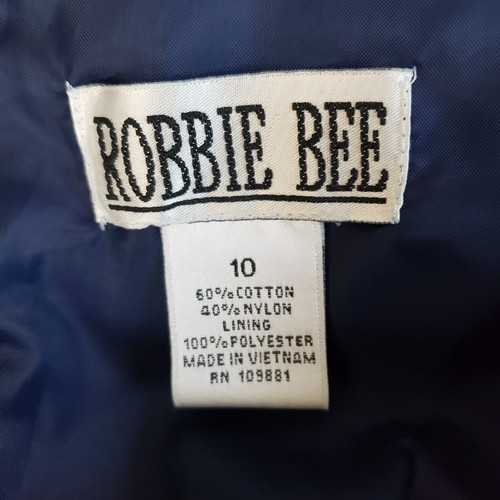 ROBBIE BEE
10
60% COTTON
40% NYLON
LINING
100% POLYESTER
MADE IN VIETNAM
RN 109881